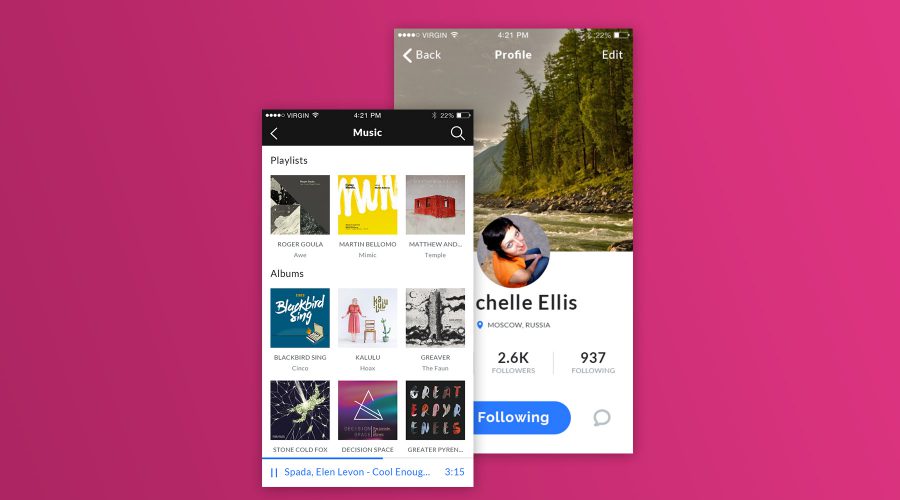 VIRGIN 4:21 PM 22%
Back Profile Edit
VIRGIN 4:21 PM 22%
Music
Playlists
ROGER GOULA MARTIN BELLOMO MATTHEW AND...
Awe Mimic Temple
Albums
Blackbird
Sing
kalulu
BLACKBIRD SING KALULU GREAVER
Cinco Hoax The Faun
DECISION
SPACE
GREAT
ERPYR
ENEES
STONE COLD FOX DECISION SPACE GREATER PYREN...
Spada, Elen Levon - Cool Enoug... 3:15
chelle Ellis
MOSCOW, RUSSIA
2.6K 937
FOLLOWERS FOLLOWING
Following